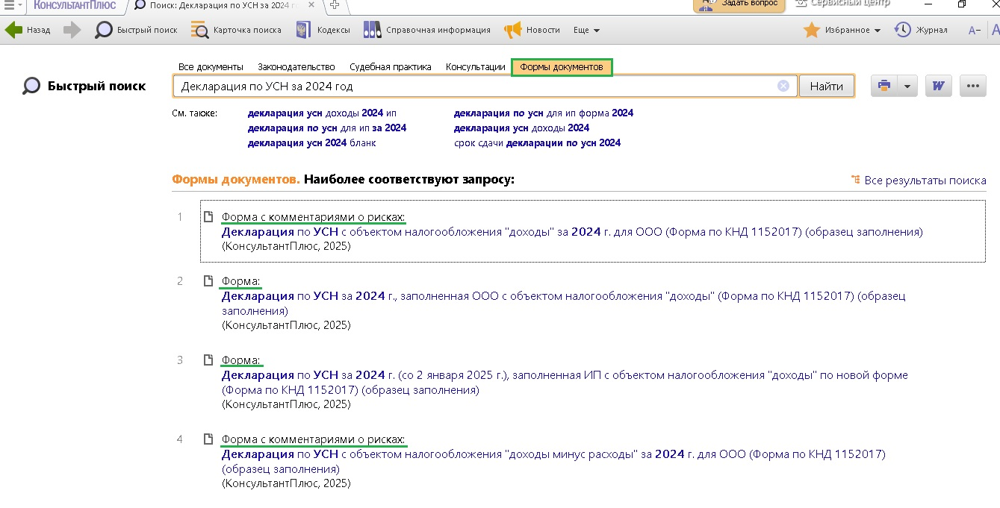 КонсультантПлюс
Поиск: Декларация по УСН за 2024 г
Задать вопрос
Сервисный центр
Назад
Быстрый поиск
Карточка поиска
Кодексы
Справочная информация
Новости
Еще
Избранное
Журнал
А−
А
Все документы
Законодательство
Судебная практика
Консультации
Формы документов
Быстрый поиск
Декларация по УСН за 2024 год
Найти
W
См. также:
декларация усн доходы 2024 ип
декларация по усн для ип форма 2024
декларация по усн для ип за 2024
декларация усн доходы 2024
декларация усн 2024 бланк
срок сдачи декларации по усн 2024
Формы документов. Наиболее соответствуют запросу:
Все результаты поиска
1
Форма с комментариями о рисках:
Декларация по УСН с объектом налогообложения "доходы" за 2024 г. для ООО (Форма по КНД 1152017) (образец заполнения)
(КонсультантПлюс, 2025)
2
Форма:
Декларация по УСН за 2024 г., заполненная ООО с объектом налогообложения "доходы" (Форма по КНД 1152017) (образец
заполнения)
(КонсультантПлюс, 2025)
3
Форма:
Декларация по УСН за 2024 г. (со 2 января 2025 г.), заполненная ИП с объектом налогообложения "доходы" по новой форме
(Форма по КНД 1152017) (образец заполнения)
(КонсультантПлюс, 2025)
4
Форма с комментариями о рисках:
Декларация по УСН с объектом налогообложения "доходы минус расходы" за 2024 г. для ООО (Форма по КНД 1152017)
(образец заполнения)
(КонсультантПлюс, 2025)